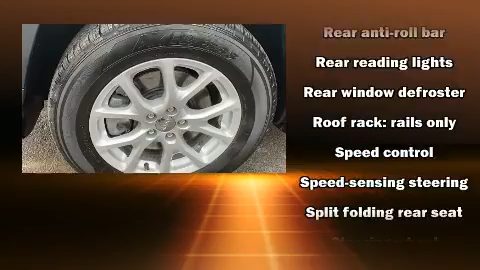 Rear anti-roll bar
Rear reading lights
Rear window defroster
Roof rack: rails only
Speed control
Speed-sensing steering
Split folding rear seat